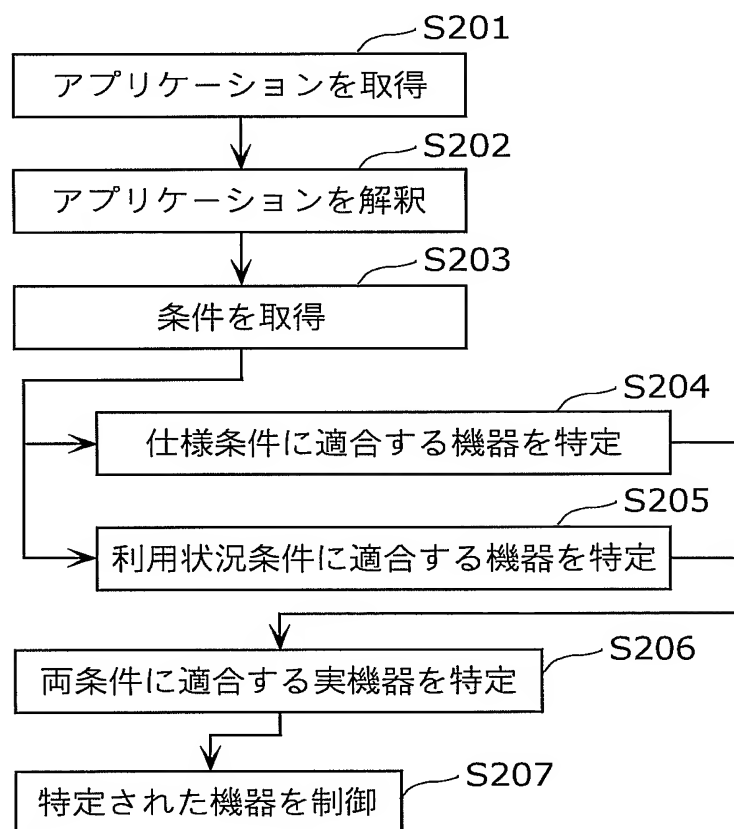 S201
アプリケーションを取得
S202
アプリケーションを解釈
S203
条件を取得
S204
仕様条件に適合する機器を特定
S205
利用状況条件に適合する機器を特定
S206
両条件に適合する実機器を特定
S207
特定された機器を制御